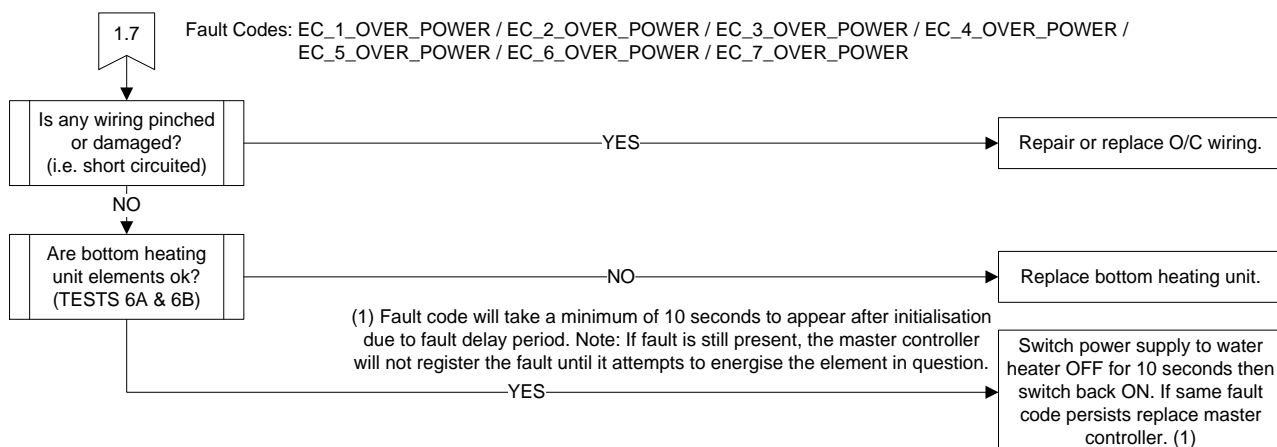 1.7
Fault Codes: EC_1_OVER_POWER / EC_2_OVER_POWER / EC_3_OVER_POWER / EC_4_OVER_POWER /
EC_5_OVER_POWER / EC_6_OVER_POWER / EC_7_OVER_POWER
Is any wiring pinched
or damaged?
(i.e. short circuited)
YES
Repair or replace O/C wiring.
NO
Are bottom heating
unit elements ok?
(TESTS 6A & 6B)
NO
Replace bottom heating unit.
(1) Fault code will take a minimum of 10 seconds to appear after initialisation
due to fault delay period. Note: If fault is still present, the master controller
will not register the fault until it attempts to energise the element in question.
YES
Switch power supply to water
heater OFF for 10 seconds then
switch back ON. If same fault
code persists replace master
controller. (1)